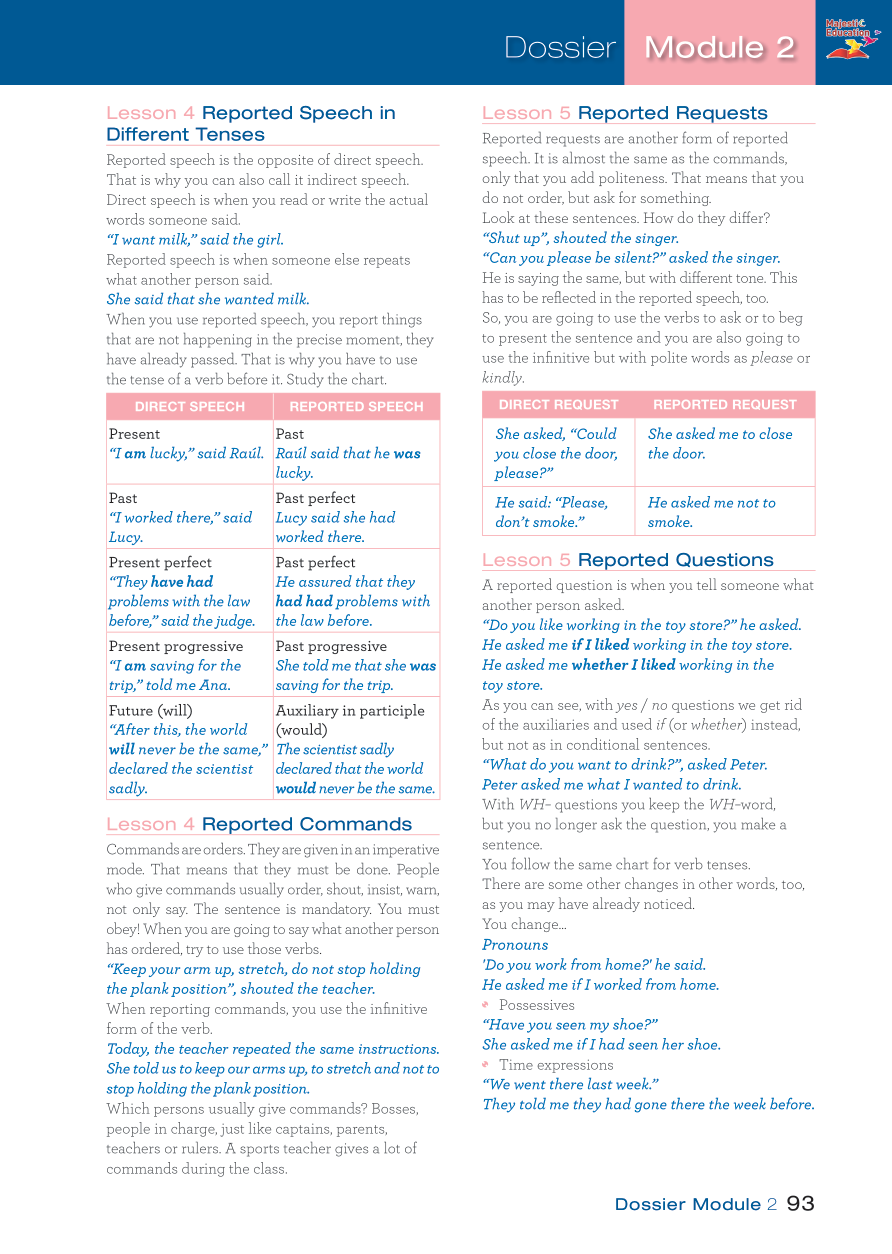 Dossier Module 2
Majestic
Education
Lesson 4 Reported Speech in
Different Tenses
Reported speech is the opposite of direct speech.
That is why you can also call it indirect speech.
Direct speech is when you read or write the actual
words someone said.
“I want milk,” said the girl.
Reported speech is when someone else repeats
what another person said.
She said that she wanted milk.
When you use reported speech, you report things
that are not happening in the precise moment, they
have already passed. That is why you have to use
the tense of a verb before it. Study the chart.
DIRECT SPEECH REPORTED SPEECH
Present
“I am lucky,” said Raúl.
Past
Raúl said that he was
lucky.
Past
“I worked there,” said
Lucy.
Past perfect
Lucy said she had
worked there.
Present perfect
“They have had
problems with the law
before,” said the judge.
Past perfect
He assured that they
had had problems with
the law before.
Present progressive
“I am saving for the
trip,” told me Ana.
Past progressive
She told me that she was
saving for the trip.
Future (will)
“After this, the world
will never be the same,”
declared the scientist
sadly.
Auxiliary in participle
(would)
The scientist sadly
declared that the world
would never be the same.
Lesson 4 Reported Commands
Commands are orders. They are given in an imperative
mode. That means that they must be done. People
who give commands usually order, shout, insist, warn,
not only say. The sentence is mandatory. You must
obey! When you are going to say what another person
has ordered, try to use those verbs.
“Keep your arm up, stretch, do not stop holding
the plank position”, shouted the teacher.
When reporting commands, you use the infinitive
form of the verb.
Today, the teacher repeated the same instructions.
She told us to keep our arms up, to stretch and not to
stop holding the plank position.
Which persons usually give commands? Bosses,
people in charge, just like captains, parents,
teachers or rulers. A sports teacher gives a lot of
commands during the class.
Lesson 5 Reported Requests
Reported requests are another form of reported
speech. It is almost the same as the commands,
only that you add politeness. That means that you
do not order, but ask for something.
Look at these sentences. How do they differ?
“Shut up”, shouted the singer.
“Can you please be silent?” asked the singer.
He is saying the same, but with different tone. This
has to be reflected in the reported speech, too.
So, you are going to use the verbs to ask or to beg
to present the sentence and you are also going to
use the infinitive but with polite words as please or
kindly.
DIRECT REQUEST REPORTED REQUEST
She asked, “Could
you close the door,
please?”
She asked me to close
the door.
He said: “Please,
don’t smoke.”
He asked me not to
smoke.
Lesson 5 Reported Questions
A reported question is when you tell someone what
another person asked.
“Do you like working in the toy store?” he asked.
He asked me if I liked working in the toy store.
He asked me whether I liked working in the
toy store.
As you can see, with yes / no questions we get rid
of the auxiliaries and used if (or whether) instead,
but not as in conditional sentences.
“What do you want to drink?”, asked Peter.
Peter asked me what I wanted to drink.
With WH- questions you keep the WH-word,
but you no longer ask the question, you make a
sentence.
You follow the same chart for verb tenses.
There are some other changes in other words, too,
as you may have already noticed.
You change...
Pronouns
'Do you work from home?' he said.
He asked me if I worked from home.
Possessives
“Have you seen my shoe?”
She asked me if I had seen her shoe.
Time expressions
“We went there last week.”
They told me they had gone there the week before.
Dossier Module 2 93